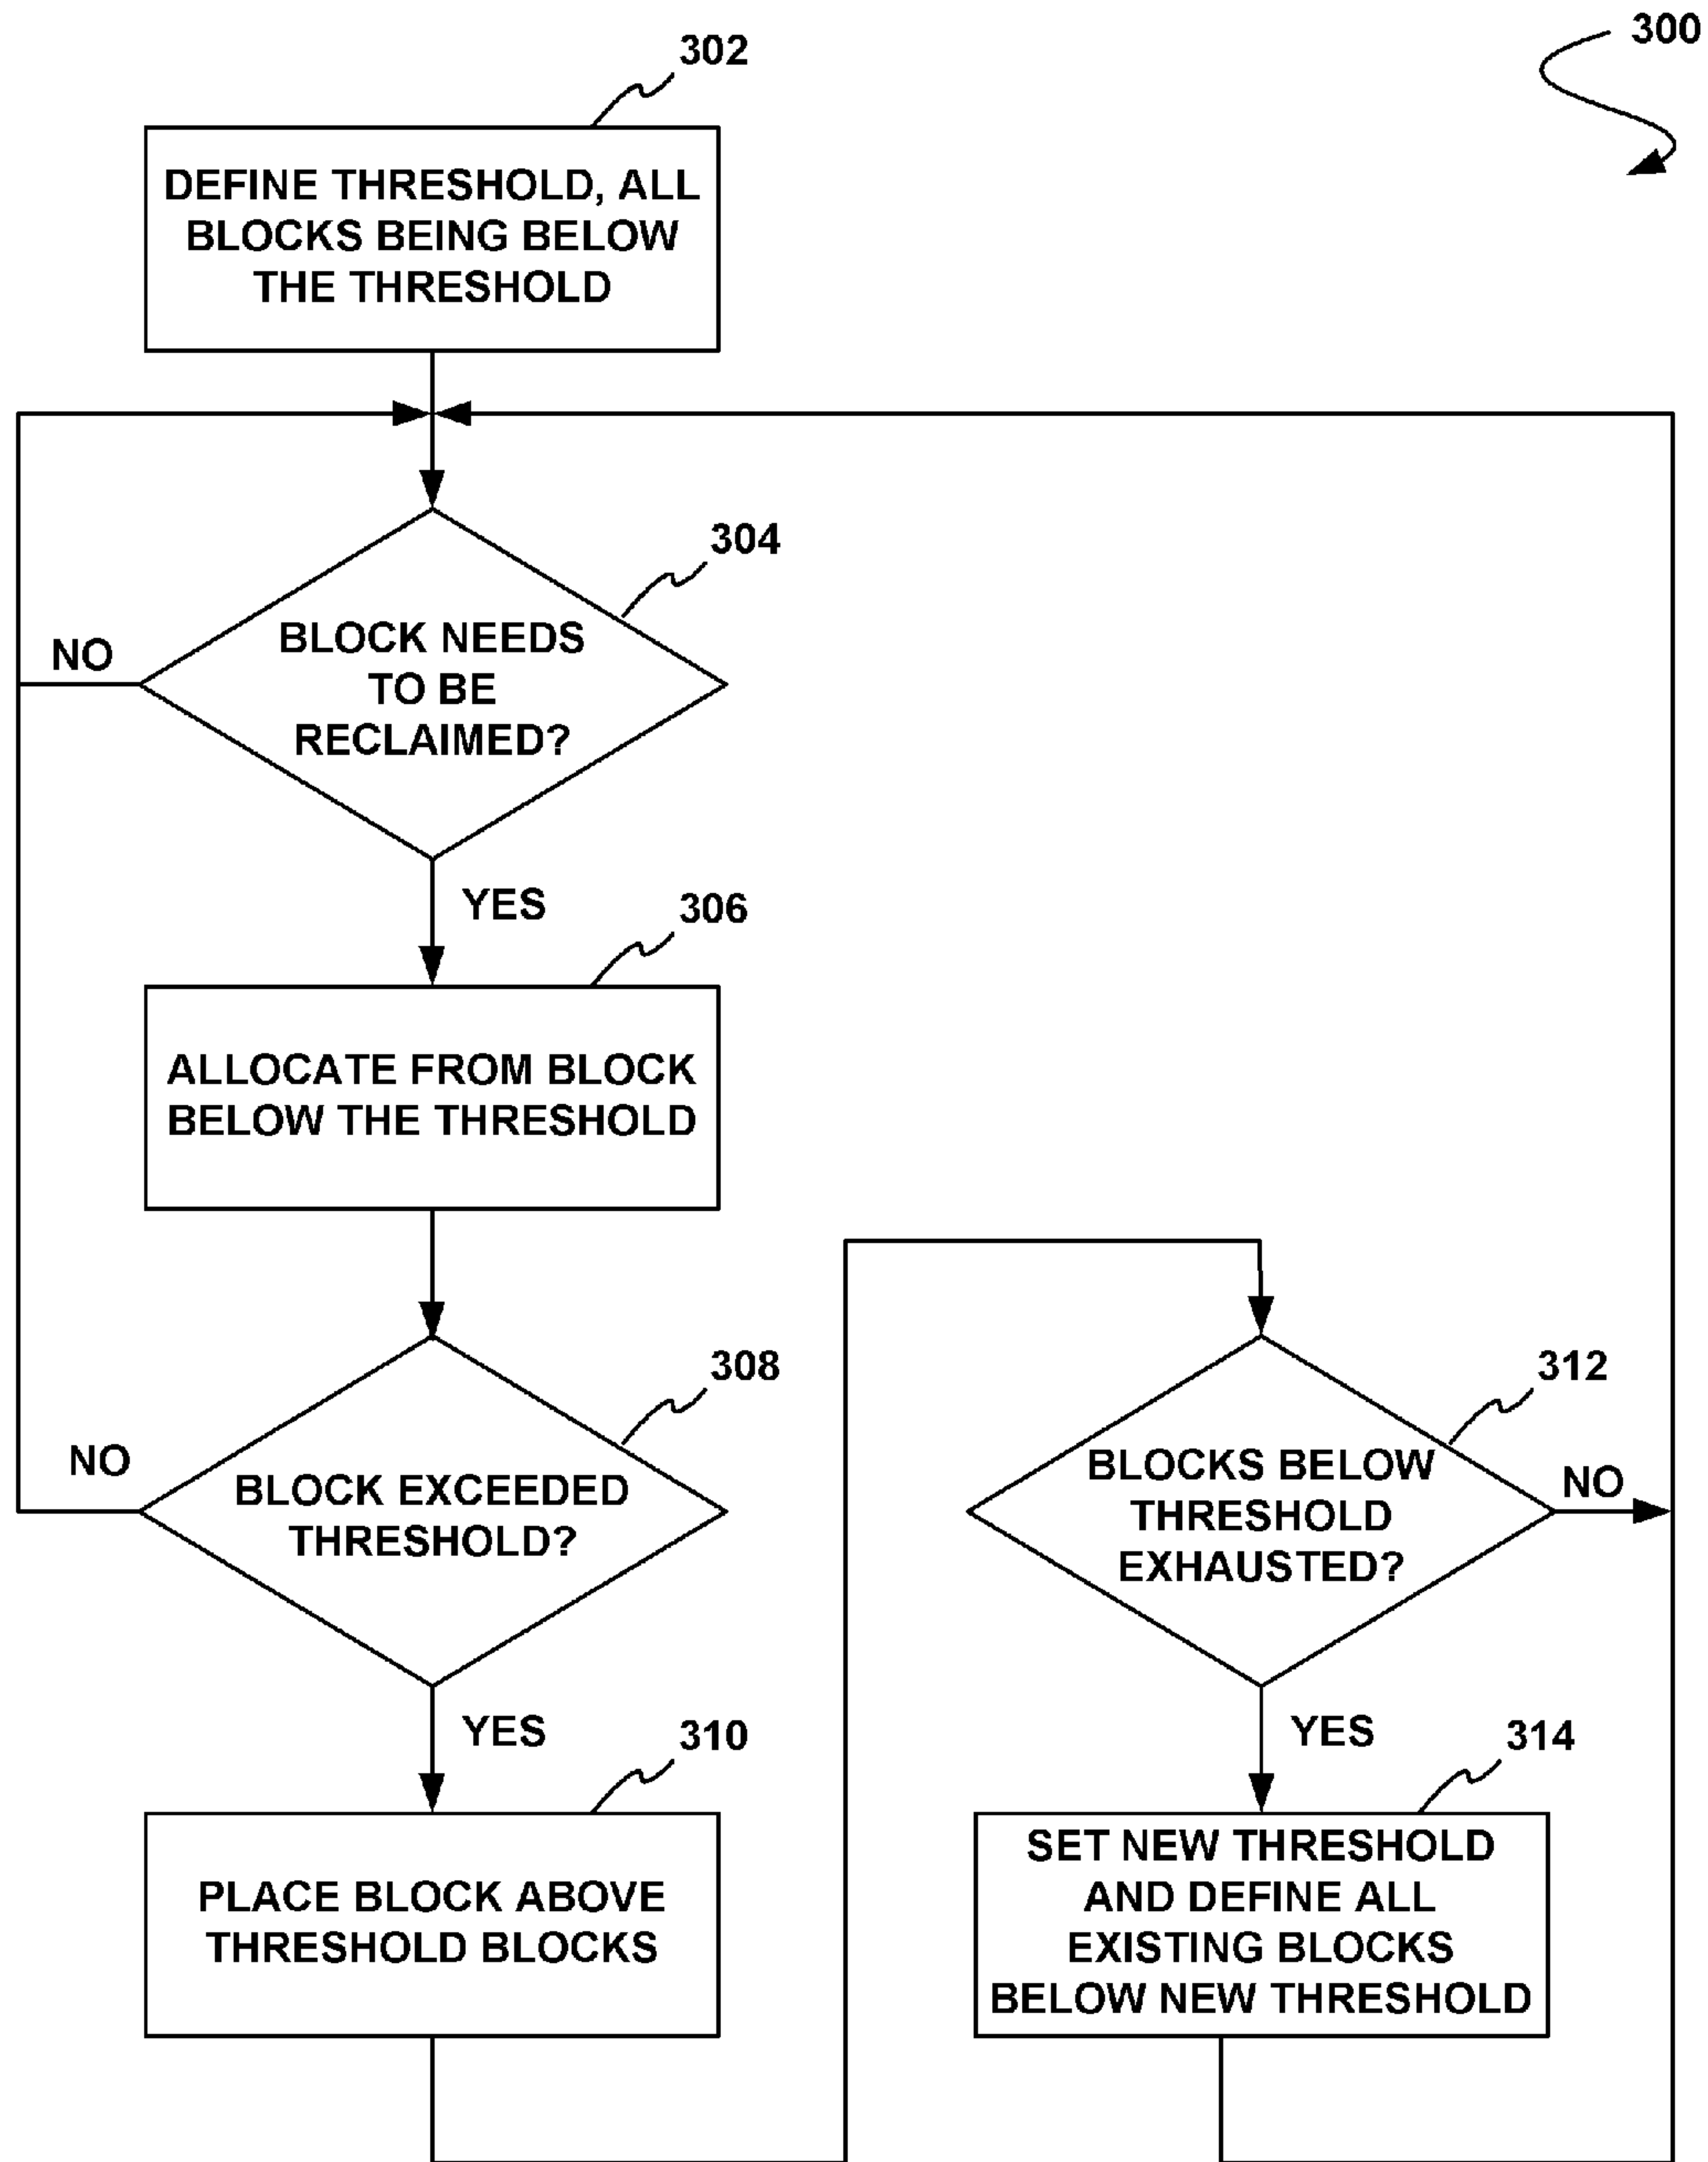 300
302
DEFINE THRESHOLD, ALL
BLOCKS BEING BELOW
THE THRESHOLD
304
BLOCK NEEDS
TO BE
RECLAIMED?
NO
YES
306
ALLOCATE FROM BLOCK
BELOW THE THRESHOLD
308
BLOCK EXCEEDED
THRESHOLD?
NO
YES
310
PLACE BLOCK ABOVE
THRESHOLD BLOCKS
312
BLOCKS BELOW
THRESHOLD
EXHAUSTED?
NO
YES
314
SET NEW THRESHOLD
AND DEFINE ALL
EXISTING BLOCKS
BELOW NEW THRESHOLD